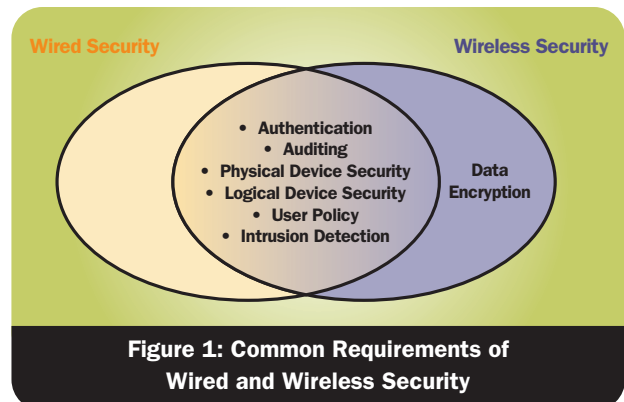 Wired Security
Wireless Security
• Authentication
• Auditing
• Physical Device Security
• Logical Device Security
• User Policy
• Intrusion Detection
Data
Encryption
Figure 1: Common Requirements of
Wired and Wireless Security